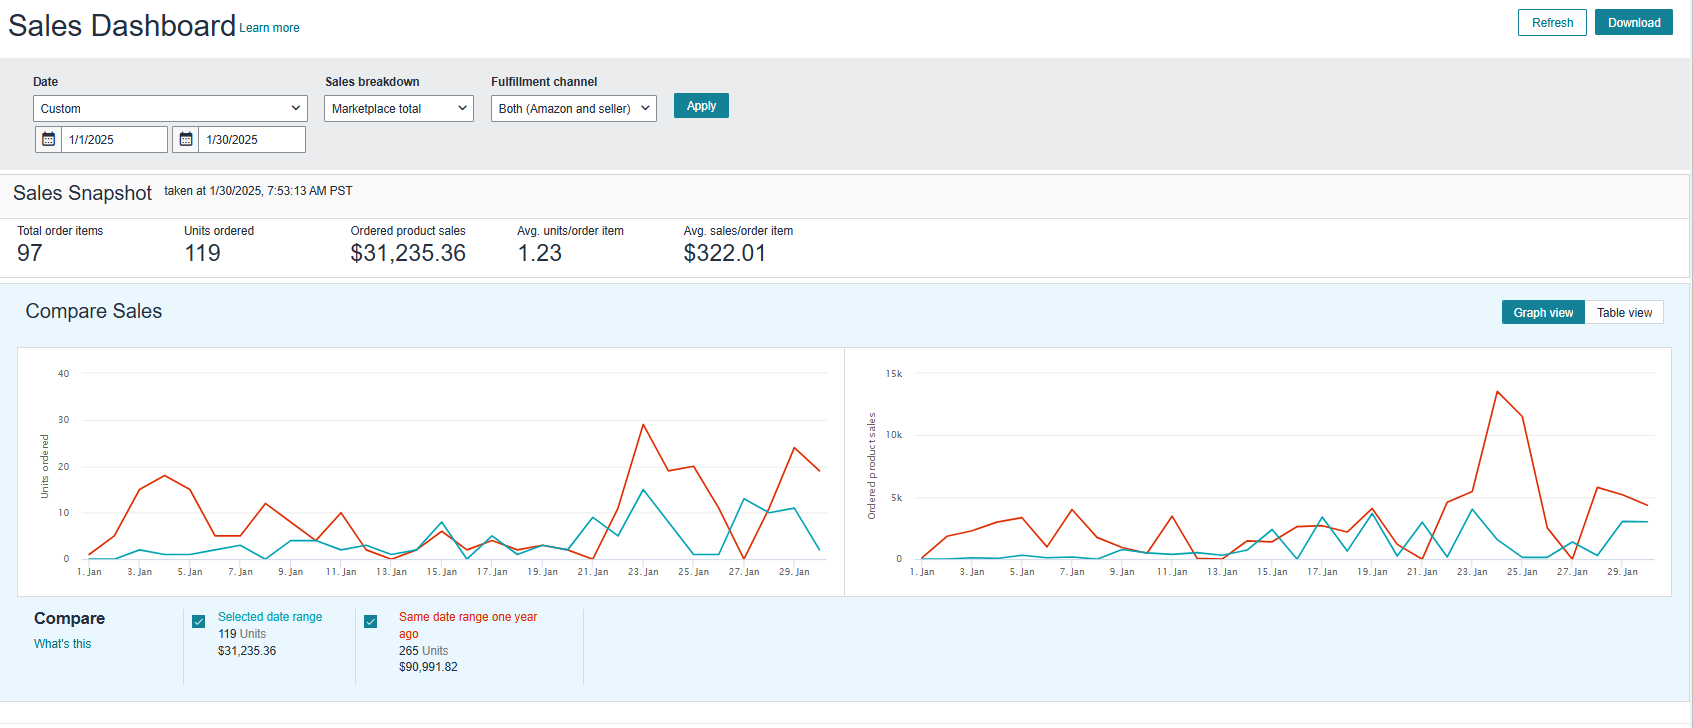 Sales Dashboard Learn more
Refresh
Download
Date
Sales breakdown
Fulfillment channel
Custom
Marketplace total
Both (Amazon and seller)
Apply
1/1/2025
1/30/2025
Sales Snapshot taken at 1/30/2025, 7:53:13 AM PST
Total order items
97
Units ordered
119
Ordered product sales
$31,235.36
Avg. units/order item
1.23
Avg. sales/order item
$322.01
Compare Sales
Graph view
Table view
Units ordered
40
30
20
10
0
1. Jan
3. Jan
5. Jan
7. Jan
9. Jan
11. Jan
13. Jan
15. Jan
17. Jan
19. Jan
21. Jan
23. Jan
25. Jan
27. Jan
29. Jan
Ordered product sales
15k
10k
5k
0
1. Jan
3. Jan
5. Jan
7. Jan
9. Jan
11. Jan
13. Jan
15. Jan
17. Jan
19. Jan
21. Jan
23. Jan
25. Jan
27. Jan
29. Jan
Compare
What's this
Selected date range
119 Units
$31,235.36
Same date range one year
ago
265 Units
$90,991.82